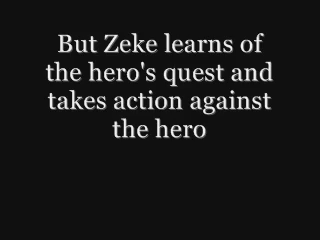 But Zeke learns of
the hero's quest and
takes action against
the hero